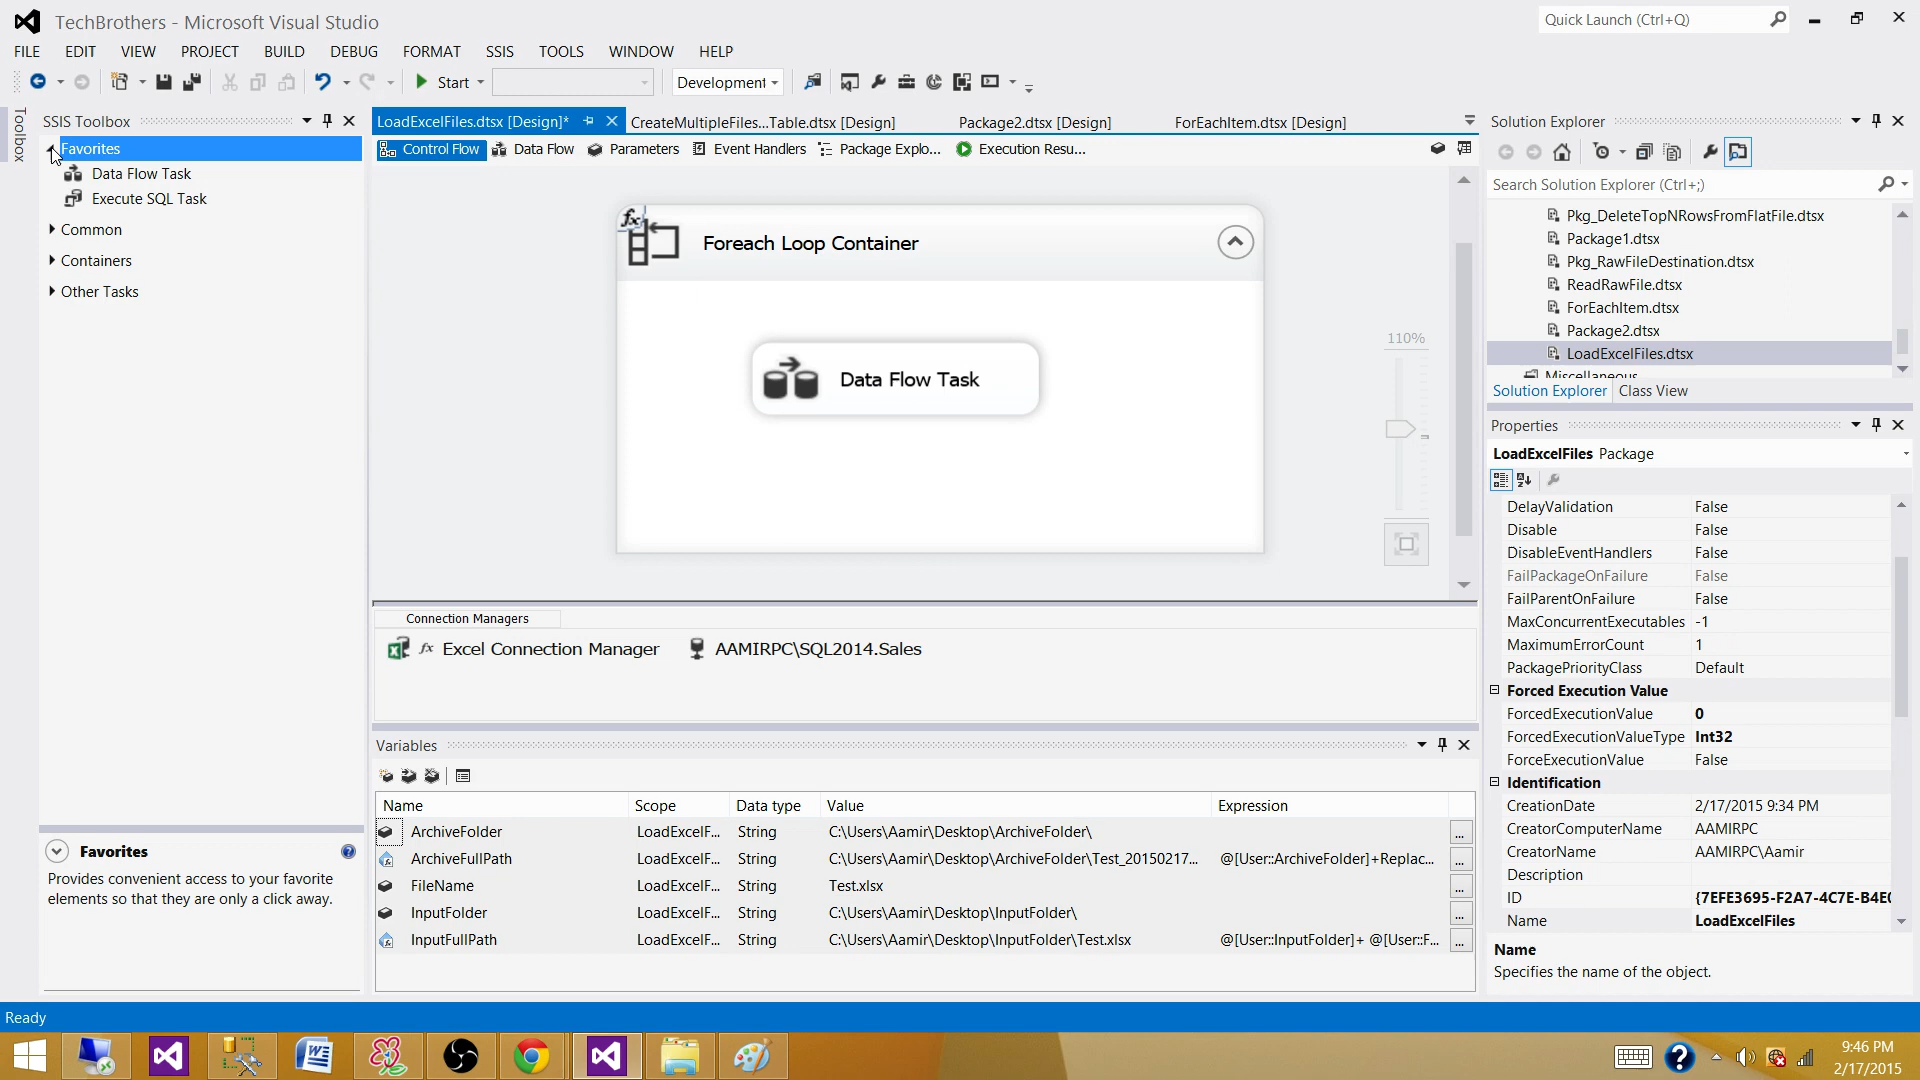 TechBrothers - Microsoft Visual Studio
Quick Launch (Ctrl+Q)
FILE EDIT VIEW PROJECT BUILD DEBUG FORMAT SSIS TOOLS WINDOW HELP
Start Development
Toolbox
SSIS Toolbox
Favorites
Data Flow Task
Execute SQL Task
Common
Containers
Other Tasks
Favorites
Provides convenient access to your favorite
elements so that they are only a click away.
LoadExcelFiles.dtsx [Design]* CreateMultipleFiles...Table.dtsx [Design] Package2.dtsx [Design] ForEachItem.dtsx [Design]
Control Flow Data Flow Parameters Event Handlers Package Explo... Execution Resu...
fx Foreach Loop Container
Data Flow Task
110%
Connection Managers
fx Excel Connection Manager AAMIRPC\SQL2014.Sales
Variables
Name Scope Data type Value Expression
ArchiveFolder LoadExcelF... String C:\Users\Aamir\Desktop\ArchiveFolder\ ...
ArchiveFullPath LoadExcelF... String C:\Users\Aamir\Desktop\ArchiveFolder\Test_20150217... @[User::ArchiveFolder]+Replac... ...
FileName LoadExcelF... String Test.xlsx ...
InputFolder LoadExcelF... String C:\Users\Aamir\Desktop\InputFolder\ ...
InputFullPath LoadExcelF... String C:\Users\Aamir\Desktop\InputFolder\Test.xlsx @[User::InputFolder]+ @[User::F... ...
Solution Explorer
Search Solution Explorer (Ctrl+;)
Pkg_DeleteTopNRowsFromFlatFile.dtsx
Package1.dtsx
Pkg_RawFileDestination.dtsx
ReadRawFile.dtsx
ForEachItem.dtsx
Package2.dtsx
LoadExcelFiles.dtsx
Miscellaneous
Solution Explorer Class View
Properties
LoadExcelFiles Package
DelayValidation False
Disable False
DisableEventHandlers False
FailPackageOnFailure False
FailParentOnFailure False
MaxConcurrentExecutables -1
MaximumErrorCount 1
PackagePriorityClass Default
Forced Execution Value
ForcedExecutionValue 0
ForcedExecutionValueType Int32
ForceExecutionValue False
Identification
CreationDate 2/17/2015 9:34 PM
CreatorComputerName AAMIRPC
CreatorName AAMIRPC\Aamir
Description
ID {7EFE3695-F2A7-4C7E-B4E0
Name LoadExcelFiles
Name
Specifies the name of the object.
Ready
9:46 PM
2/17/2015